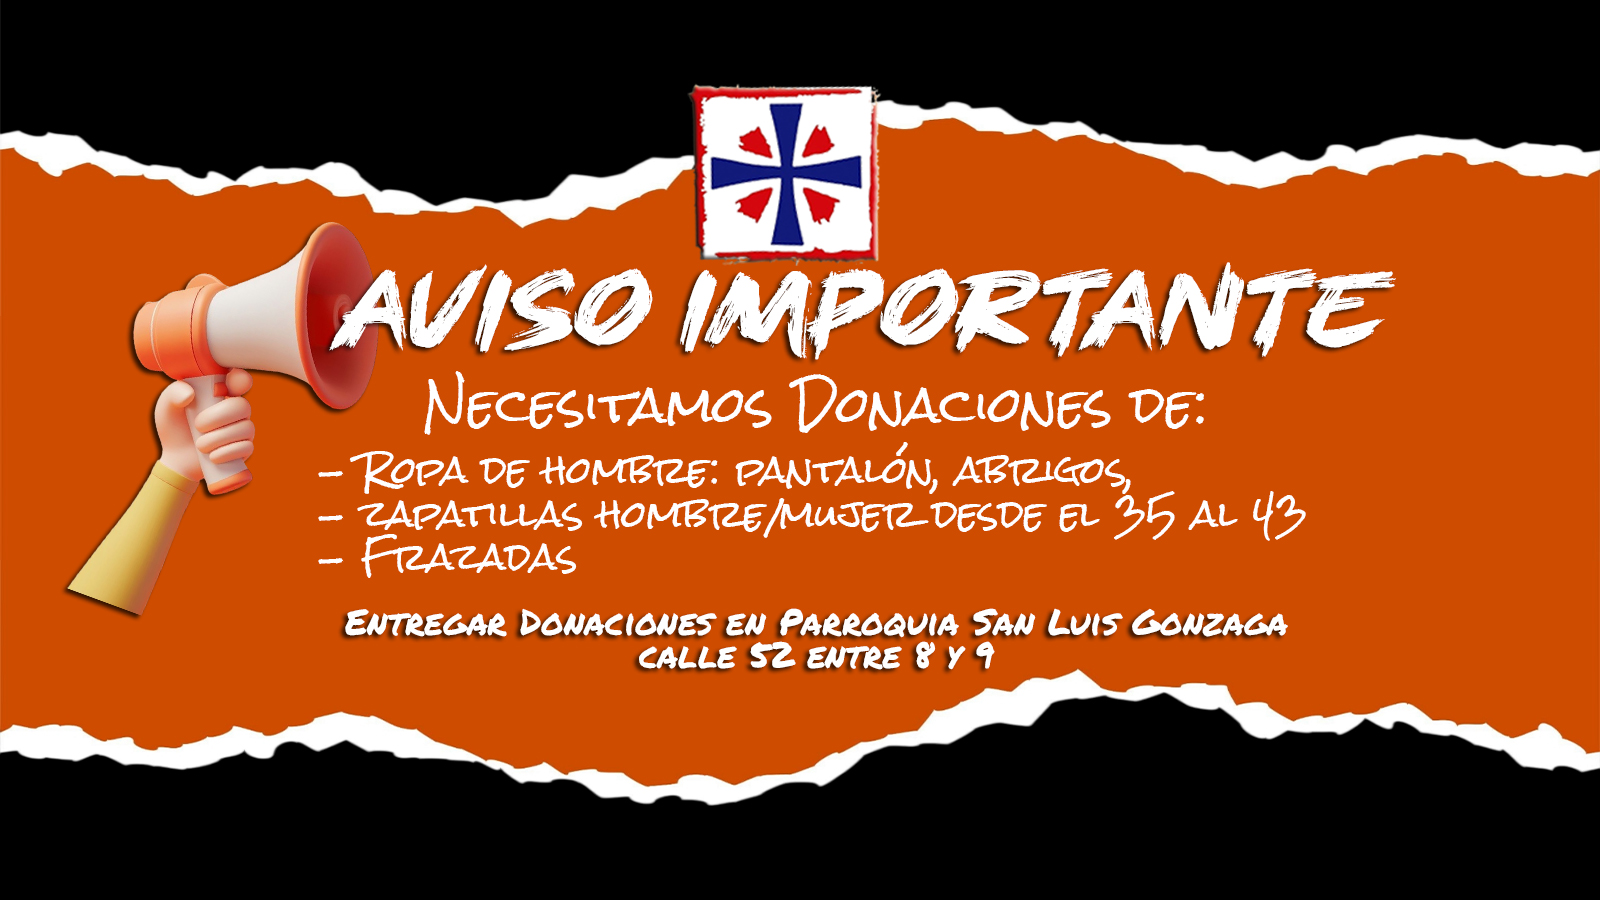 AVISO IMPORTANTE
Necesitamos Donaciones de:
- Ropa de hombre: pantalón, abrigos,
- zapatillas hombre/mujer desde el 35 al 43
- Frazadas
Entregar Donaciones en Parroquia San Luis Gonzaga
calle 52 entre 8 y 9